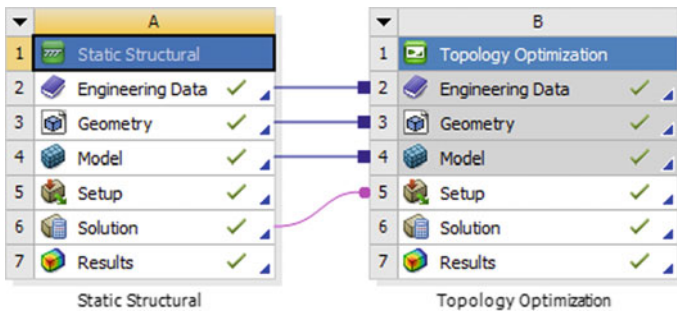 A
1 Static Structural
2 Engineering Data
3 Geometry
4 Model
5 Setup
6 Solution
7 Results
Static Structural
B
1 Topology Optimization
2 Engineering Data
3 Geometry
4 Model
5 Setup
6 Solution
7 Results
Topology Optimization